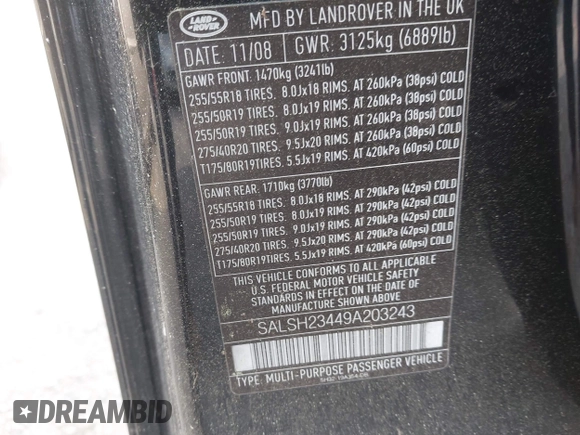 LAND
ROVER
MFD BY LANDROVER IN THE UK
DATE: 11/08 GWR: 3125kg (6889lb)
GAWR FRONT: 1470kg (3241lb)
255/55R18 TIRES. 8.0Jx18 RIMS. AT 260kPa (38psi) COLD
255/50R19 TIRES. 8.0Jx19 RIMS. AT 260kPa (38psi) COLD
255/50R19 TIRES. 9.0Jx19 RIMS. AT 260kPa (38psi) COLD
275/40R20 TIRES. 9.5Jx20 RIMS. AT 260kPa (38psi) COLD
T175/80R19TIRES. 5.5Jx19 RIMS. AT 420kPa (60psi) COLD
GAWR REAR: 1710kg (3770lb)
255/55R18 TIRES. 8.0Jx18 RIMS. AT 290kPa (42psi) COLD
255/50R19 TIRES. 8.0Jx19 RIMS. AT 290kPa (42psi) COLD
255/50R19 TIRES. 9.0Jx19 RIMS. AT 290kPa (42psi) COLD
275/40R20 TIRES. 9.5Jx20 RIMS. AT 290kPa (42psi) COLD
T175/80R19TIRES. 5.5Jx19 RIMS. AT 420kPa (60psi) COLD
THIS VEHICLE CONFORMS TO ALL APPLICABLE
U.S. FEDERAL MOTOR VEHICLE SAFETY
STANDARDS IN EFFECT ON THE DATE OF
MANUFACTURE SHOWN ABOVE
SALSH23449A203243
TYPE: MULTI-PURPOSE PASSENGER VEHICLE
DREAMBID